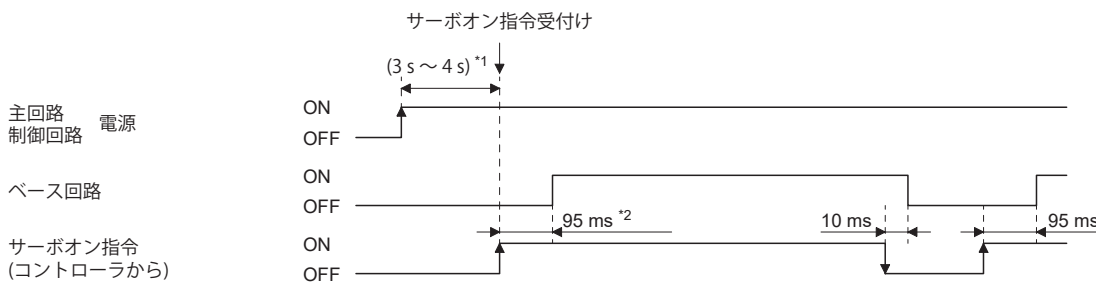 サーボオン指令受付け
(3 s ～ 4 s) *1
主回路
制御回路
電源
ON
OFF
ベース回路
ON
OFF
95 ms *2
10 ms
95 ms
サーボオン指令
(コントローラから)
ON
OFF